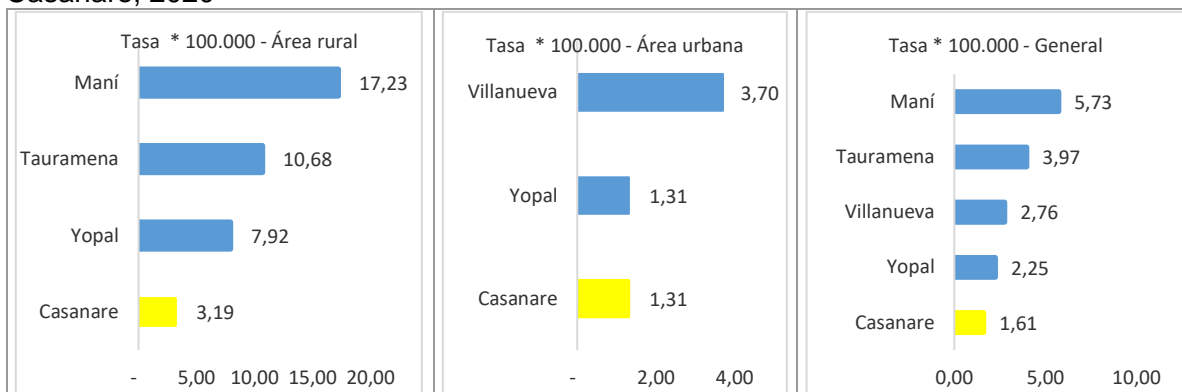 Tasa * 100.000 - Área rural
Maní 17,23
Tauramena 10,68
Yopal 7,92
Casanare 3,19
- 5,00 10,00 15,00 20,00
Tasa * 100.000 - Área urbana
Villanueva 3,70
Yopal 1,31
Casanare 1,31
- 2,00 4,00
Tasa * 100.000 - General
Maní 5,73
Tauramena 3,97
Villanueva 2,76
Yopal 2,25
Casanare 1,61
0,00 5,00 10,00